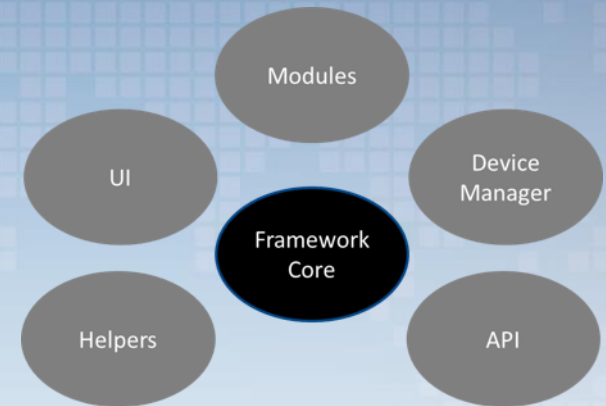 Modules
UI
Device
Manager
Framework
Core
Helpers
API